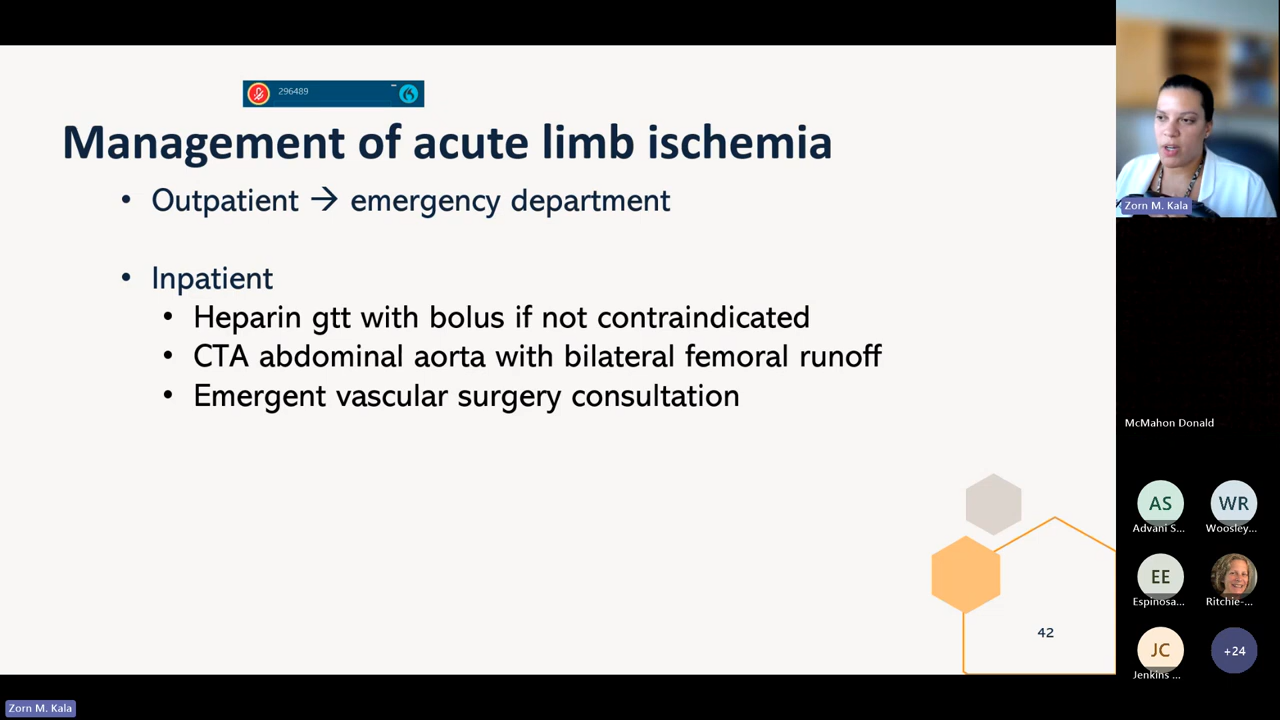 296489
Management of acute limb ischemia
• Outpatient → emergency department
• Inpatient
• Heparin gtt with bolus if not contraindicated
• CTA abdominal aorta with bilateral femoral runoff
• Emergent vascular surgery consultation
42
Zorn M. Kala
McMahon Donald
AS
WR
Advani S...
Woosley...
EE
Espinosa...
Ritchie-...
JC
+24
Jenkins ...
Zorn M. Kala